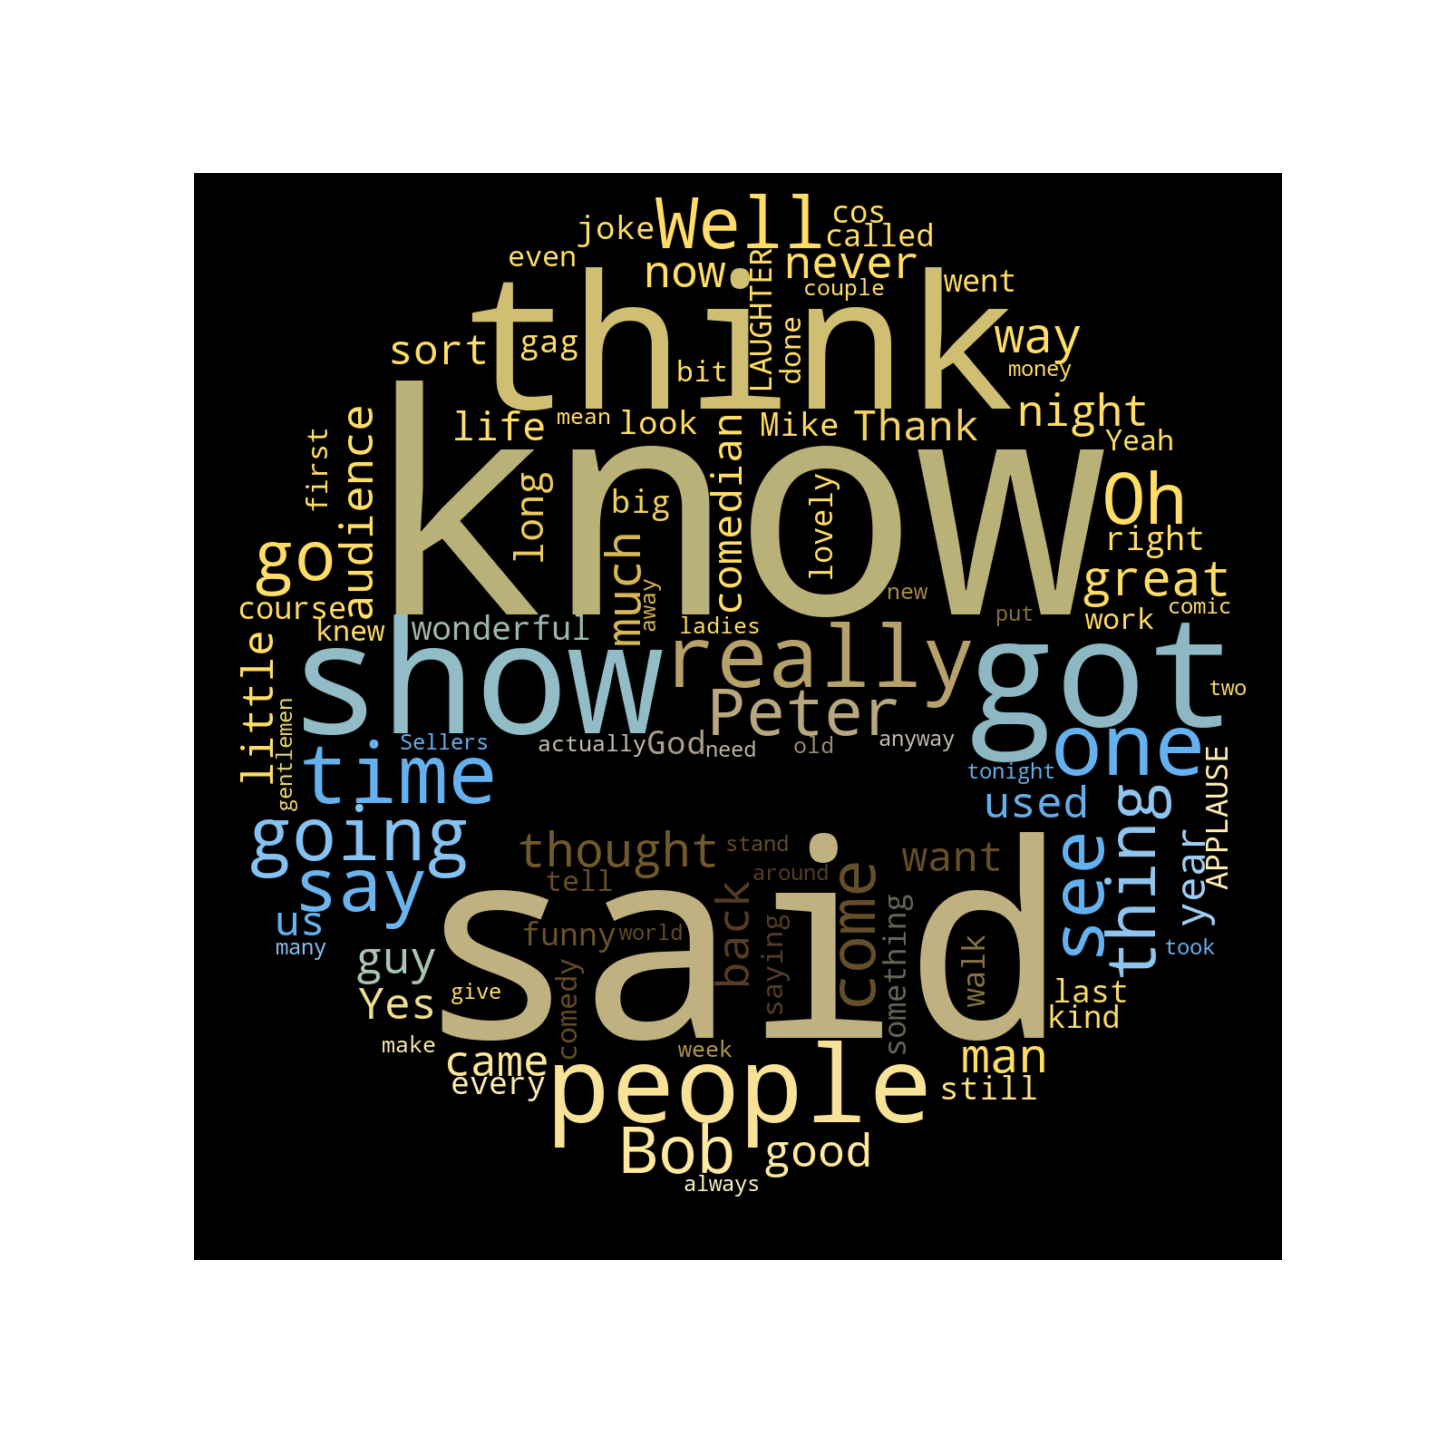 Well
cos
joke
called
even
now
never
LAUGHTER
couple
went
think
sort
gag
done
way
bit
money
life
mean
look
Mike
Thank
night
Yeah
first
audience
know
long
big
comedian
lovely
Oh
right
go
much
away
great
course
knew
wonderful
ladies
new
put
work
comic
little
show
really
got
two
gentlemen
Peter
Sellers
actually
God
need
old
anyway
one
time
tonight
used
APPLAUSE
going
thought
stand
want
see
thing
year
say
tell
around
said
back
saying
come
something
us
many
funny
world
walk
took
guy
Yes
give
comedy
last
kind
make
came
week
man
every
people
still
Bob
good
always